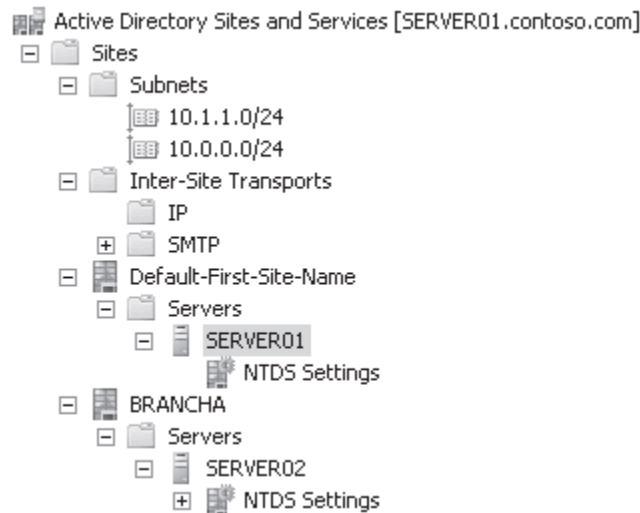 Active Directory Sites and Services [SERVER01.contoso.com]
Sites
Subnets
10.1.1.0/24
10.0.0.0/24
Inter-Site Transports
IP
SMTP
Default-First-Site-Name
Servers
SERVER01
NTDS Settings
BRANCHA
Servers
SERVER02
NTDS Settings